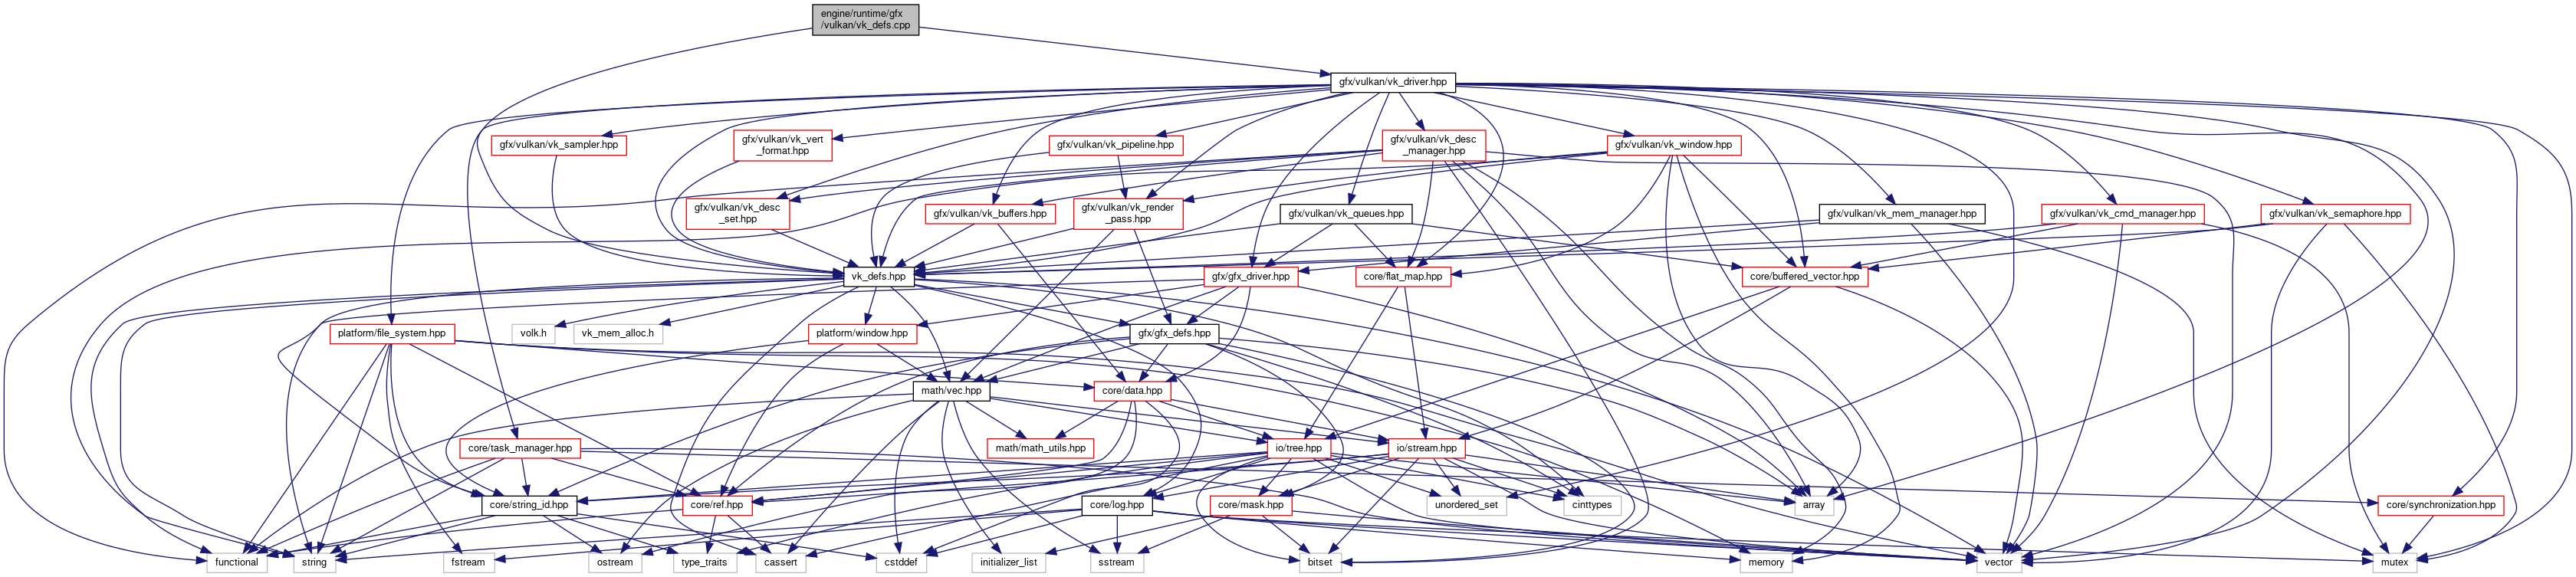 engine/runtime/gfx
/vulkan/vk_defs.cpp
gfx/vulkan/vk_driver.hpp
gfx/vulkan/vk_sampler.hpp
gfx/vulkan/vk_vert
_format.hpp
gfx/vulkan/vk_pipeline.hpp
gfx/vulkan/vk_desc
_manager.hpp
gfx/vulkan/vk_window.hpp
gfx/vulkan/vk_desc
_set.hpp
gfx/vulkan/vk_buffers.hpp
gfx/vulkan/vk_render
_pass.hpp
gfx/vulkan/vk_queues.hpp
gfx/vulkan/vk_mem_manager.hpp
gfx/vulkan/vk_cmd_manager.hpp
gfx/vulkan/vk_semaphore.hpp
vk_defs.hpp
gfx/gfx_driver.hpp
core/flat_map.hpp
core/buffered_vector.hpp
platform/file_system.hpp
volk.h
vk_mem_alloc.h
platform/window.hpp
gfx/gfx_defs.hpp
math/vec.hpp
core/data.hpp
core/task_manager.hpp
math/math_utils.hpp
io/tree.hpp
io/stream.hpp
core/string_id.hpp
core/ref.hpp
core/log.hpp
core/mask.hpp
unordered_set
cinttypes
array
core/synchronization.hpp
functional
string
fstream
ostream
type_traits
cassert
cstddef
initializer_list
sstream
bitset
memory
vector
mutex